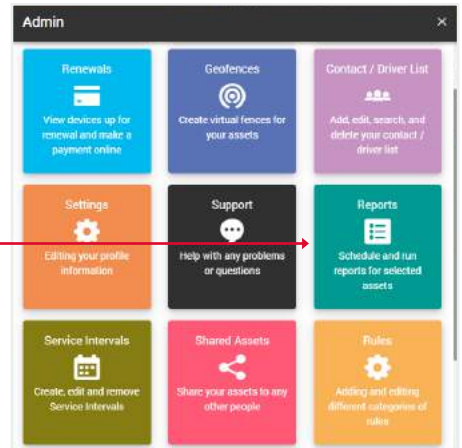 Admin
Renewals
View devices up for
renewal and make a
payment online
Geofences
Create virtual fences for
your assets
Contact / Driver List
Add, edit, search, and
delete your contact /
driver list
Settings
Editing your profile
information
Support
Help with any problems
or questions
Reports
Schedule and run
reports for selected
assets
Service Intervals
Create, edit and remove
Service Intervals
Shared Assets
Share your assets to any
other people
Rules
Adding and editing
different categories of
rules